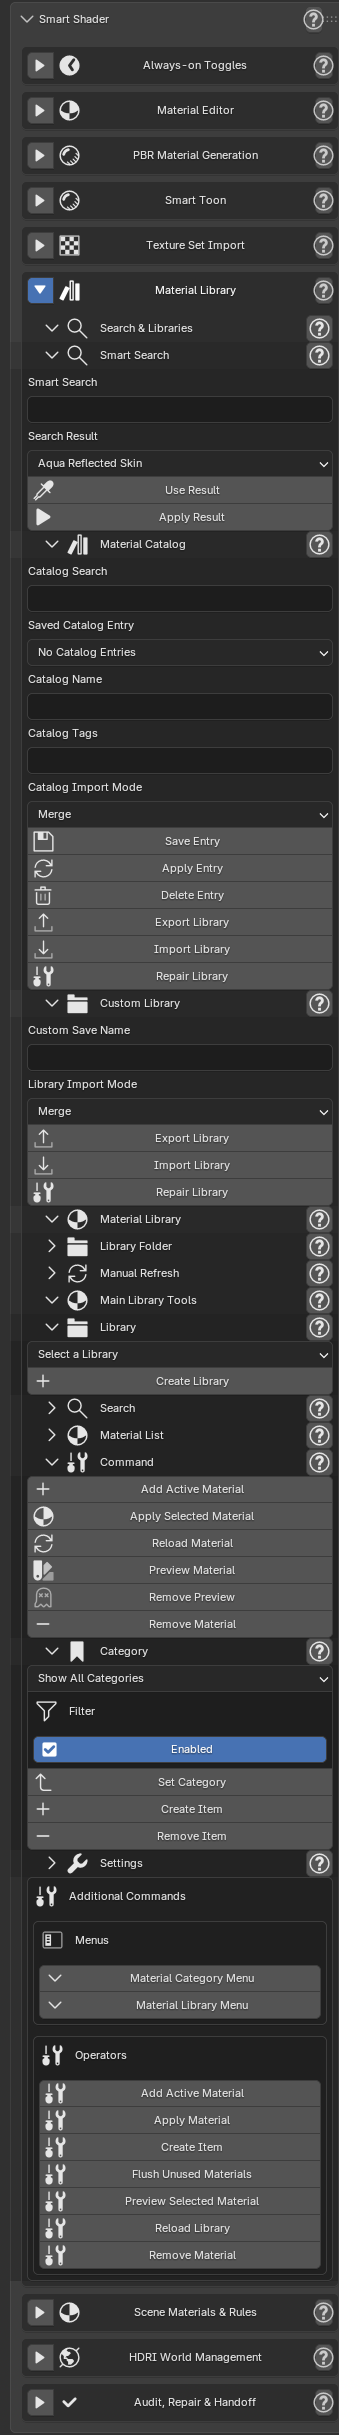 Smart Shader
Always-on Toggles
Material Editor
PBR Material Generation
Smart Toon
Texture Set Import
Material Library
Search & Libraries
Smart Search
Smart Search
Search Result
Aqua Reflected Skin
Use Result
Apply Result
Material Catalog
Catalog Search
Saved Catalog Entry
No Catalog Entries
Catalog Name
Catalog Tags
Catalog Import Mode
Merge
Save Entry
Apply Entry
Delete Entry
Export Library
Import Library
Repair Library
Custom Library
Custom Save Name
Library Import Mode
Merge
Export Library
Import Library
Repair Library
Material Library
Library Folder
Manual Refresh
Main Library Tools
Library
Select a Library
Create Library
Search
Material List
Command
Add Active Material
Apply Selected Material
Reload Material
Preview Material
Remove Preview
Remove Material
Category
Show All Categories
Filter
Enabled
Set Category
Create Item
Remove Item
Settings
Additional Commands
Menus
Material Category Menu
Material Library Menu
Operators
Add Active Material
Apply Material
Create Item
Flush Unused Materials
Preview Selected Material
Reload Library
Remove Material
Scene Materials & Rules
HDRI World Management
Audit, Repair & Handoff